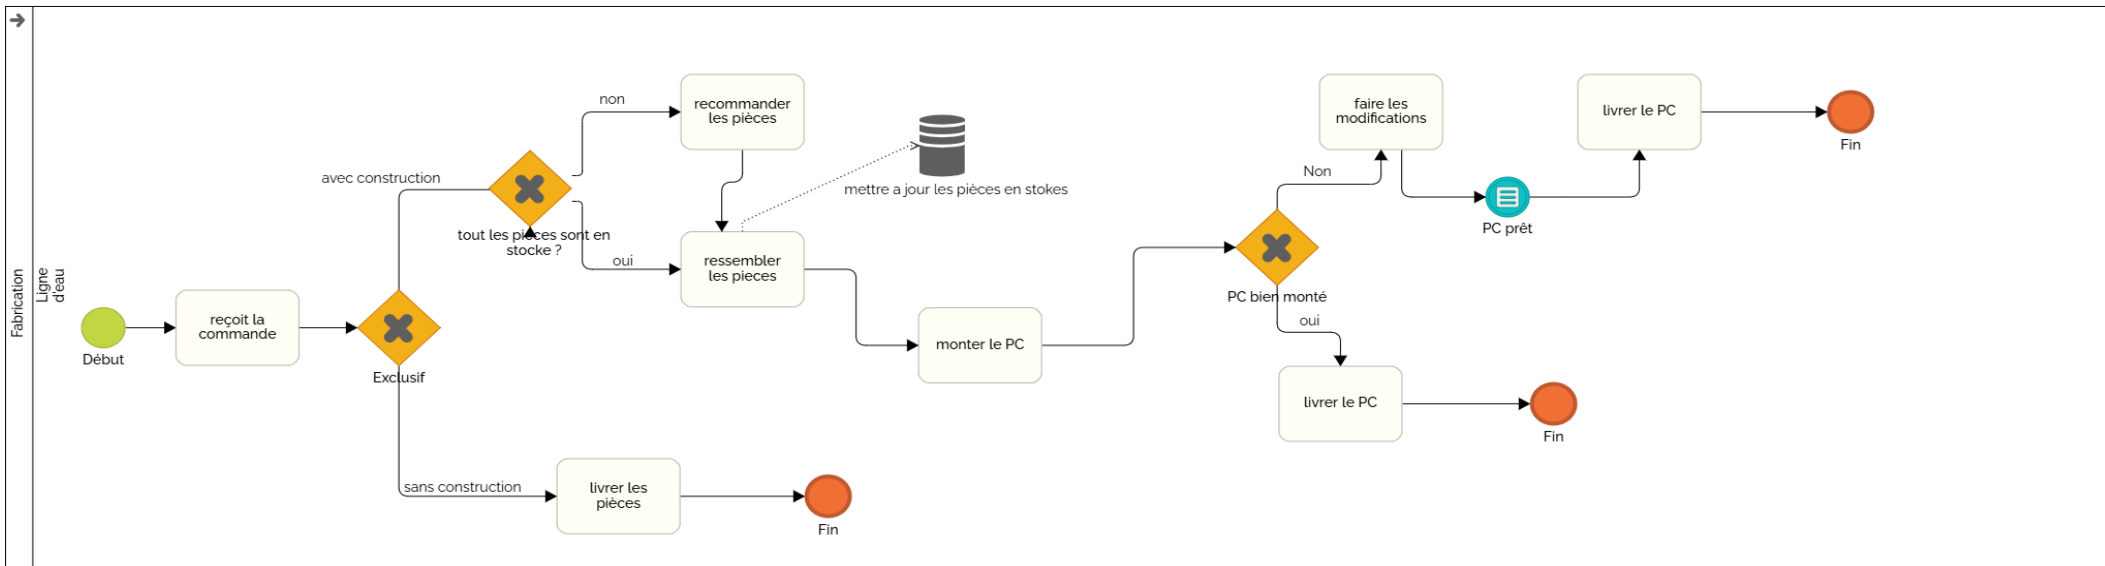 Fabrication
Ligne
d'eau
Début
reçoit la
commande
Exclusif
avec construction
sans construction
tout les pièces sont en
stocke ?
non
oui
recommander
les pièces
ressembler
les pieces
mettre a jour les pièces en stokes
livrer les
pièces
Fin
monter le PC
PC bien monté
Non
oui
faire les
modifications
PC prêt
livrer le PC
Fin
livrer le PC
Fin